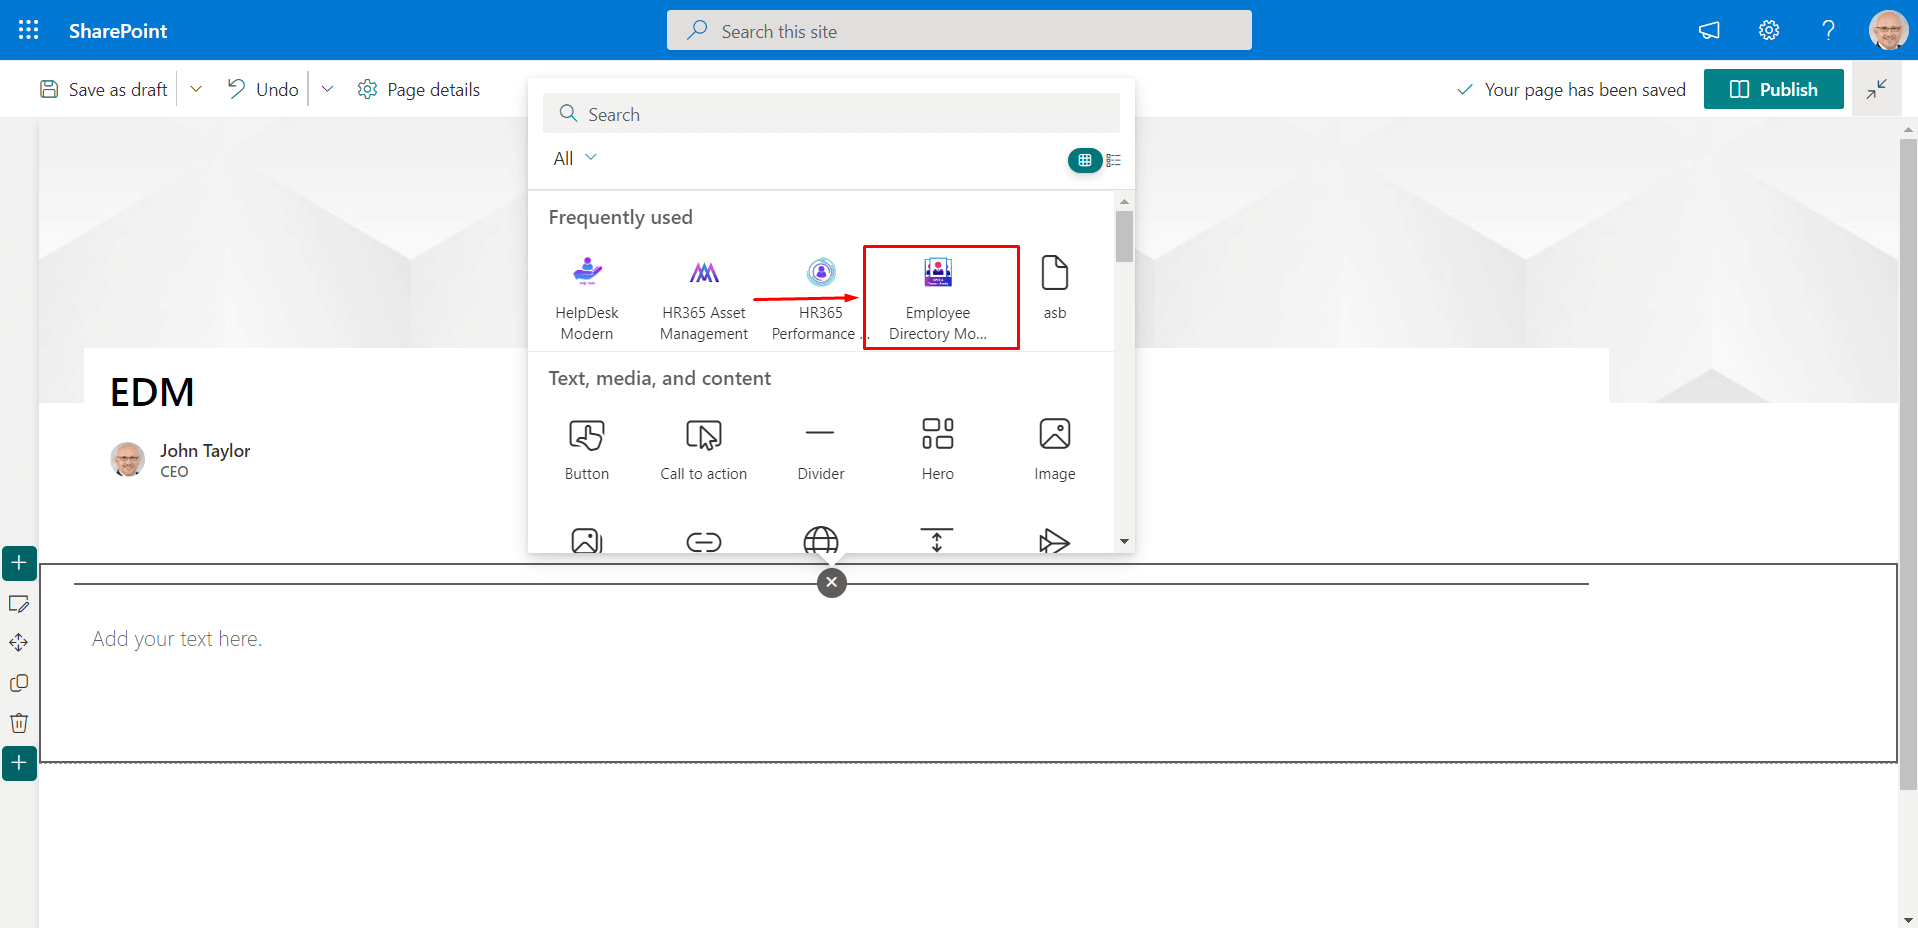 SharePoint
Search this site
Save as draft
Undo
Page details
Your page has been saved
Publish
Search
All
Frequently used
HelpDesk
Modern
HR365 Asset
Management
HR365
Performance ...
Employee
Directory Mo...
asb
Text, media, and content
Button
Call to action
Divider
Hero
Image
EDM
John Taylor
CEO
Add your text here.